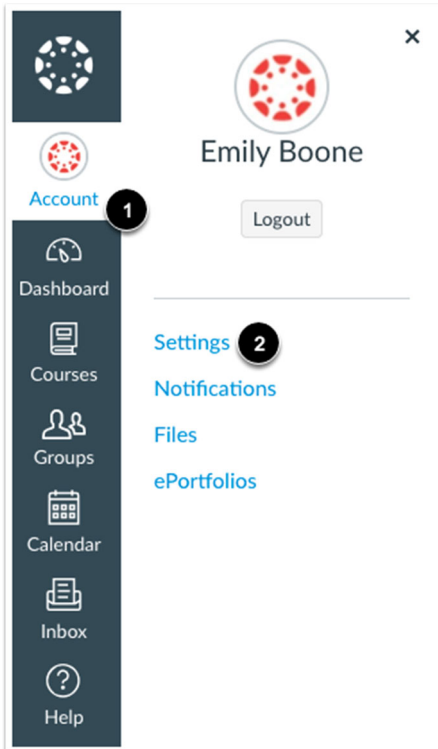 Account
1
Dashboard
Courses
Groups
Calendar
Inbox
?
Help
×
Emily Boone
Logout
Settings 2
Notifications
Files
ePortfolios